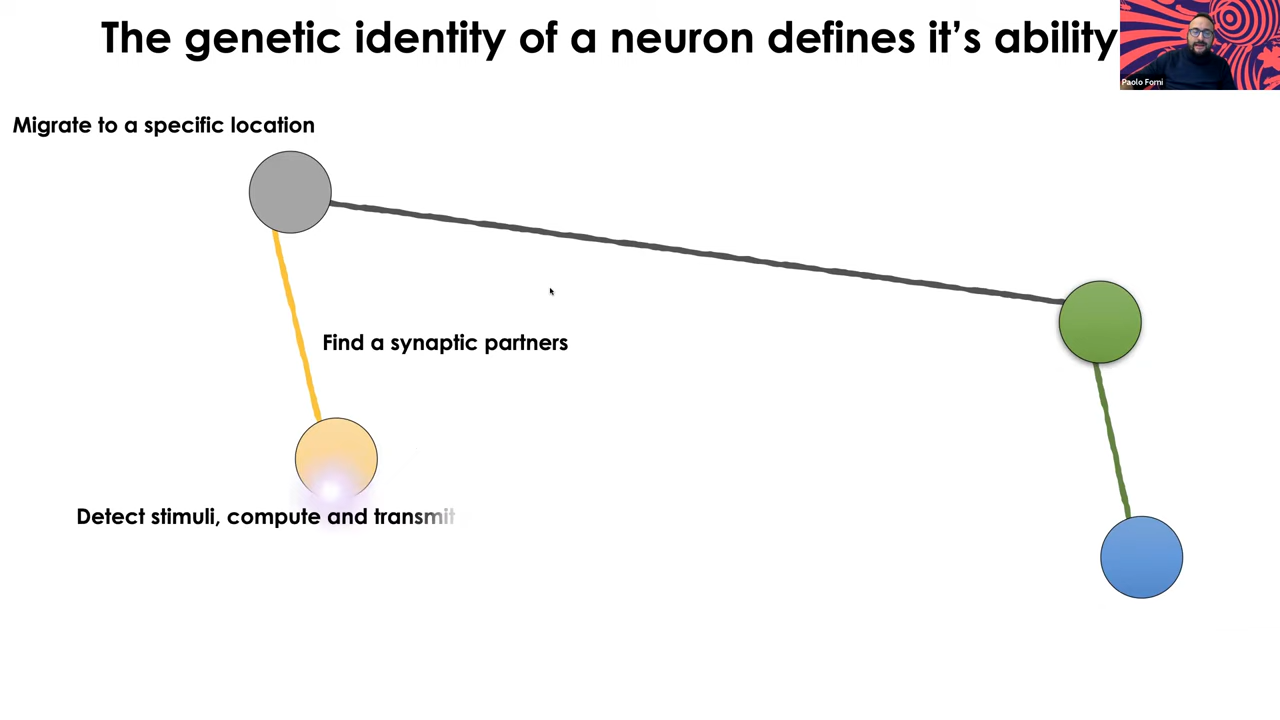 The genetic identity of a neuron defines it’s ability
Paolo Forni
Migrate to a specific location
Find a synaptic partners
Detect stimuli, compute and transmit